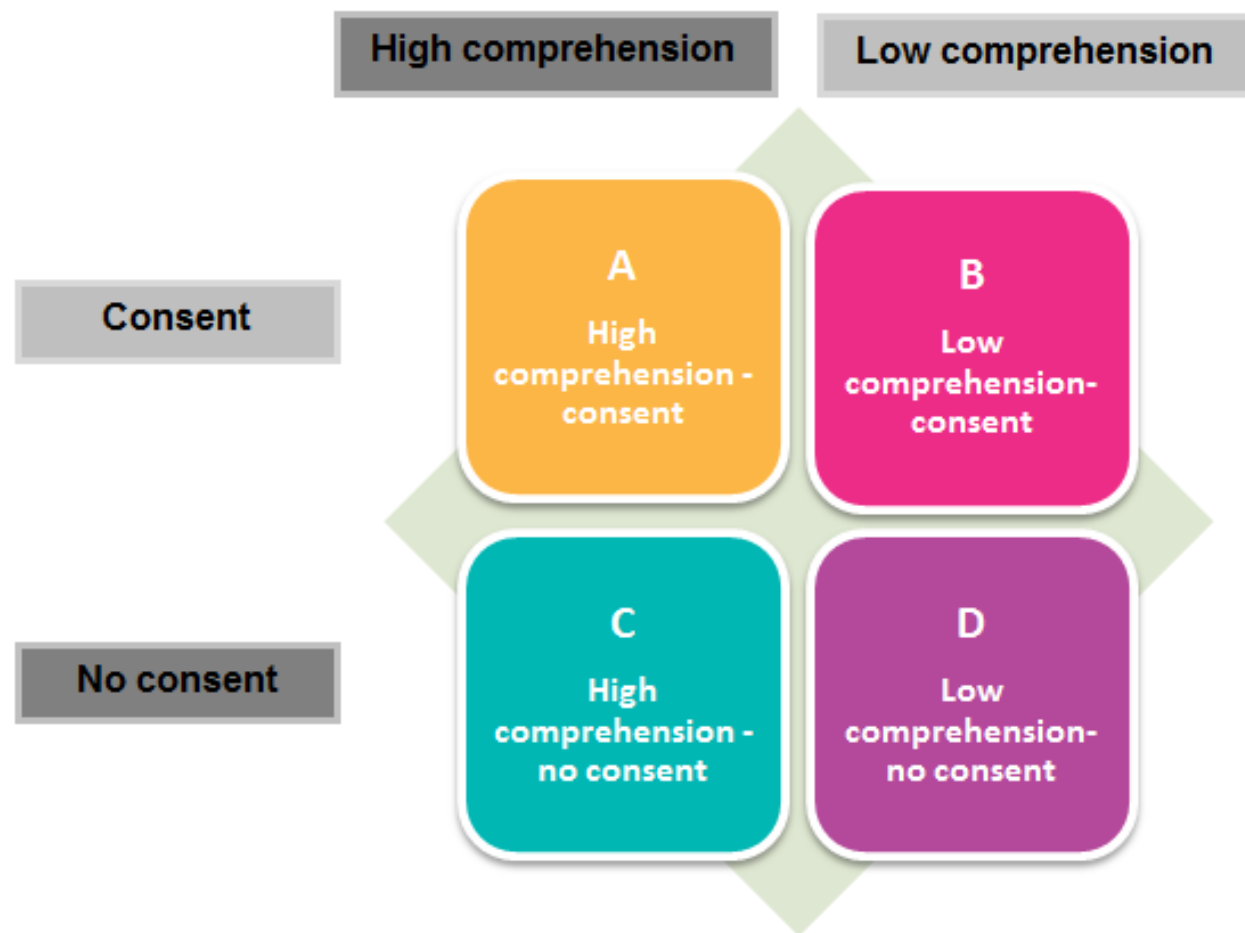 High comprehension
Low comprehension
Consent
A
High
comprehension -
consent
B
Low
comprehension-
consent
No consent
C
High
comprehension -
no consent
D
Low
comprehension-
no consent